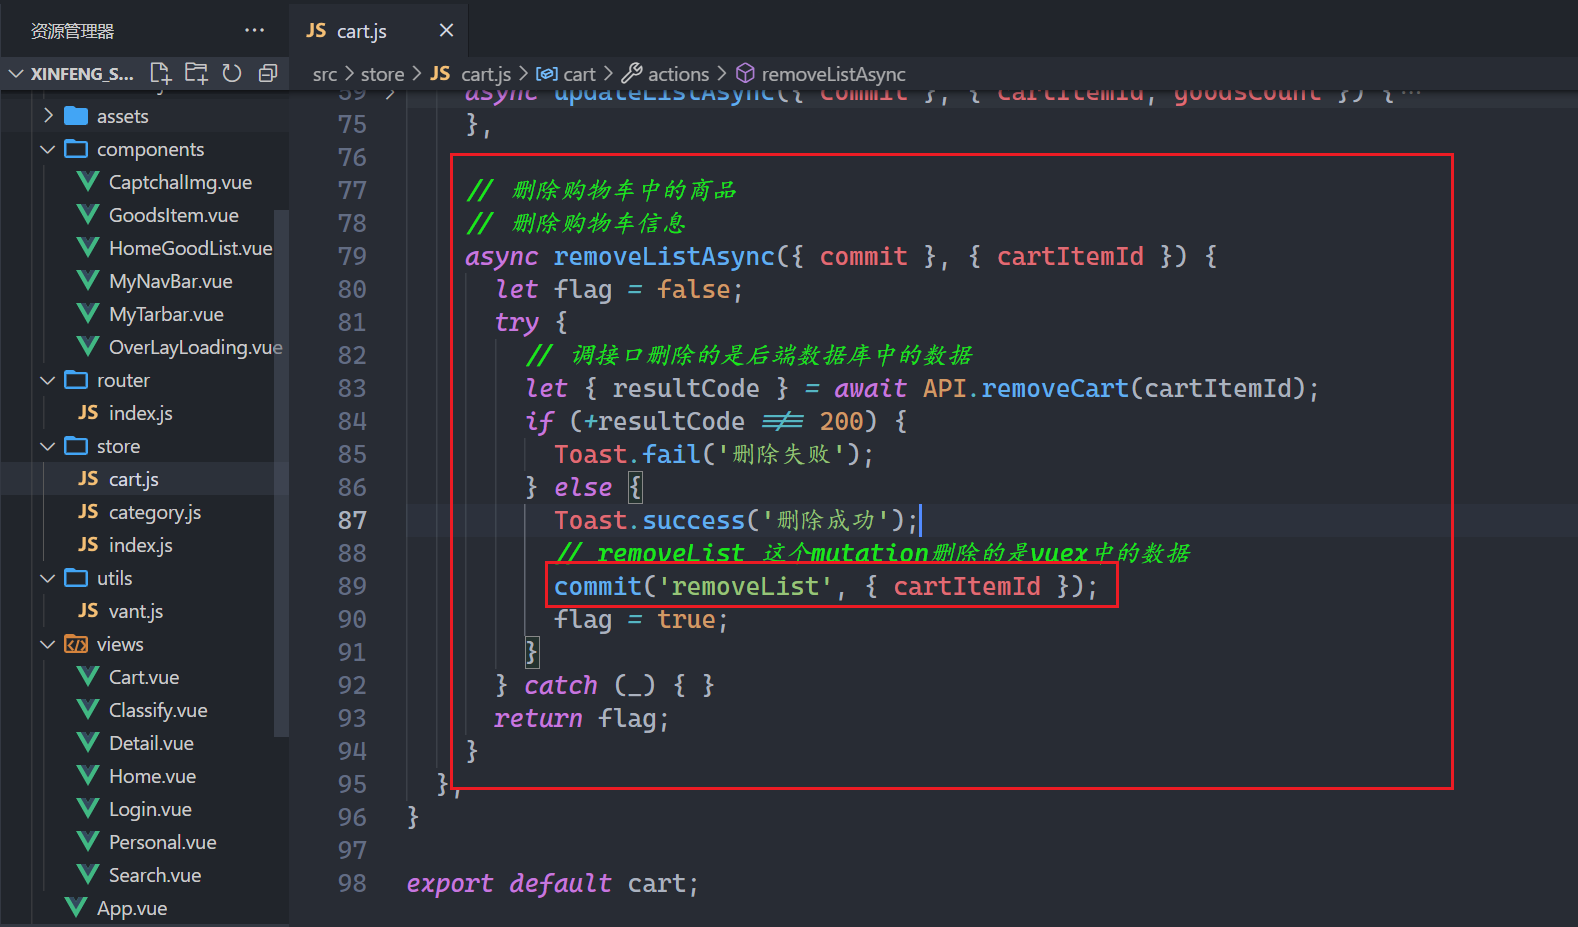 资源管理器
···
JS cart.js ×
XINFENG_S...
src > store > JS cart.js > cart > actions > removeListAsync
assets
components
CaptchalImg.vue
GoodsItem.vue
HomeGoodList.vue
MyNavBar.vue
MyTarbar.vue
OverLayLoading.vue
router
JS index.js
store
JS cart.js
JS category.js
JS index.js
utils
JS vant.js
views
Cart.vue
Classify.vue
Detail.vue
Home.vue
Login.vue
Personal.vue
Search.vue
App.vue
59 async updateListAsync({ commit }, { cartItemId, goodsCount }) {···
75 },
76
77 // 删除购物车中的商品
78 // 删除购物车信息
79 async removeListAsync({ commit }, { cartItemId }) {
80 let flag = false;
81 try {
82 // 调接口删除的是后端数据库中的数据
83 let { resultCode } = await API.removeCart(cartItemId);
84 if (+resultCode !== 200) {
85 Toast.fail('删除失败');
86 } else {
87 Toast.success('删除成功');
88 // removeList 这个mutation删除的是vuex中的数据
89 commit('removeList', { cartItemId });
90 flag = true;
91 }
92 } catch (_) { }
93 return flag;
94 }
95 },
96 }
97
98 export default cart;